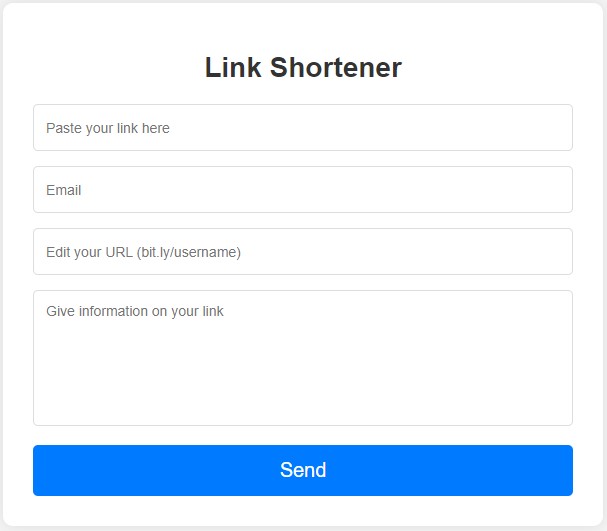 Link Shortener
Paste your link here
Email
Edit your URL (bit.ly/username)
Give information on your link
Send